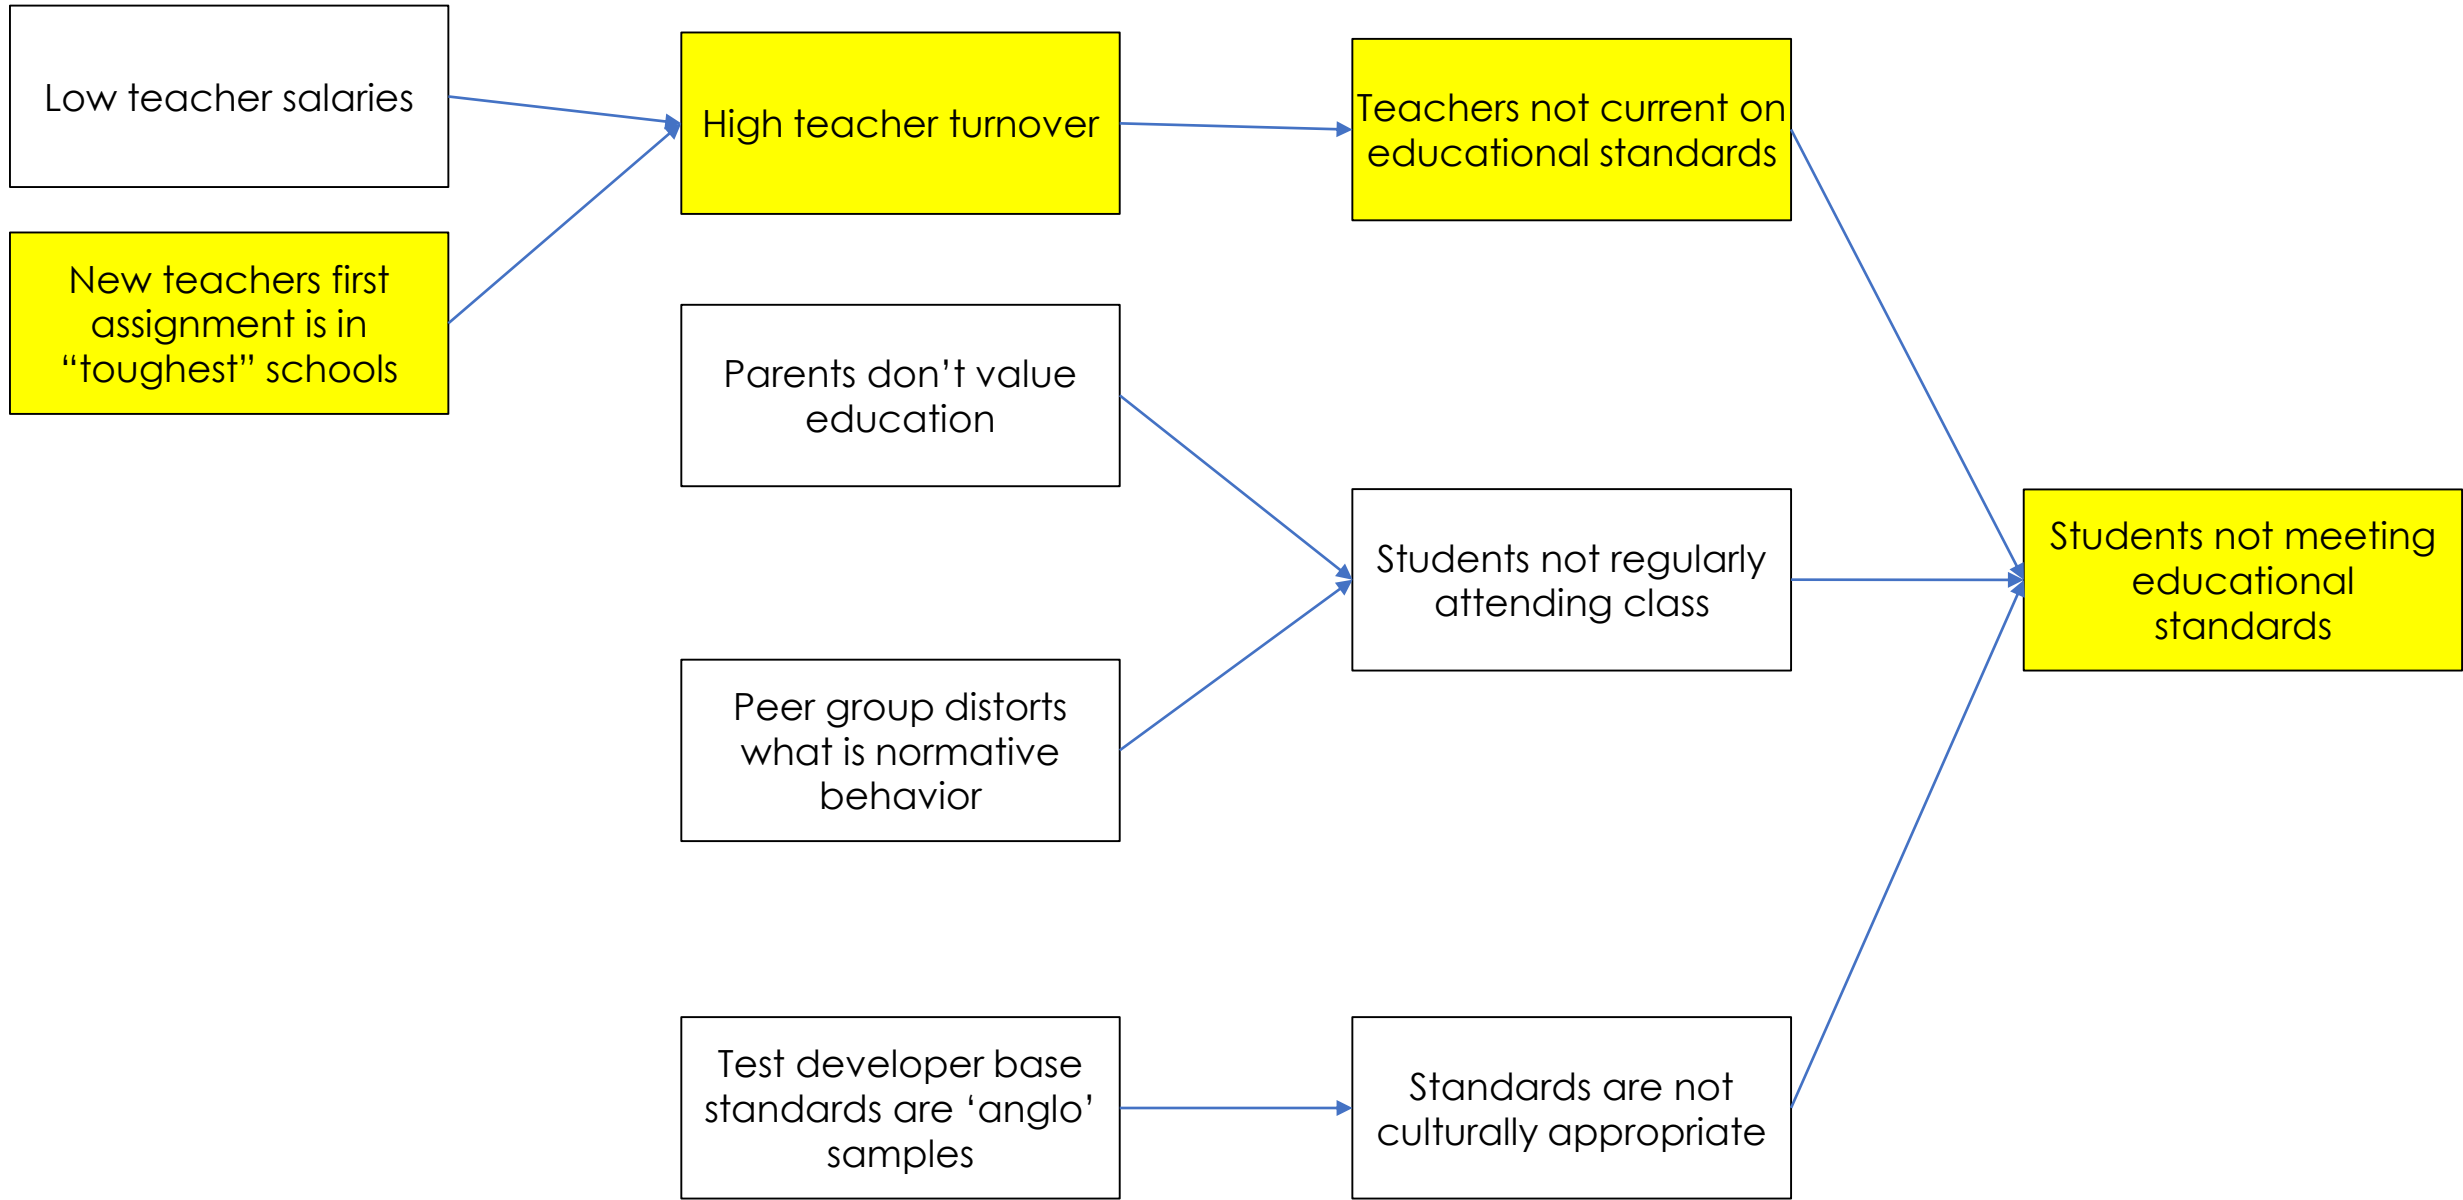 Low teacher salaries
New teachers first
assignment is in
“toughest” schools
High teacher turnover
Parents don’t value
education
Peer group distorts
what is normative
behavior
Test developer base
standards are ‘anglo’
samples
Teachers not current on
educational standards
Students not regularly
attending class
Standards are not
culturally appropriate
Students not meeting
educational
standards